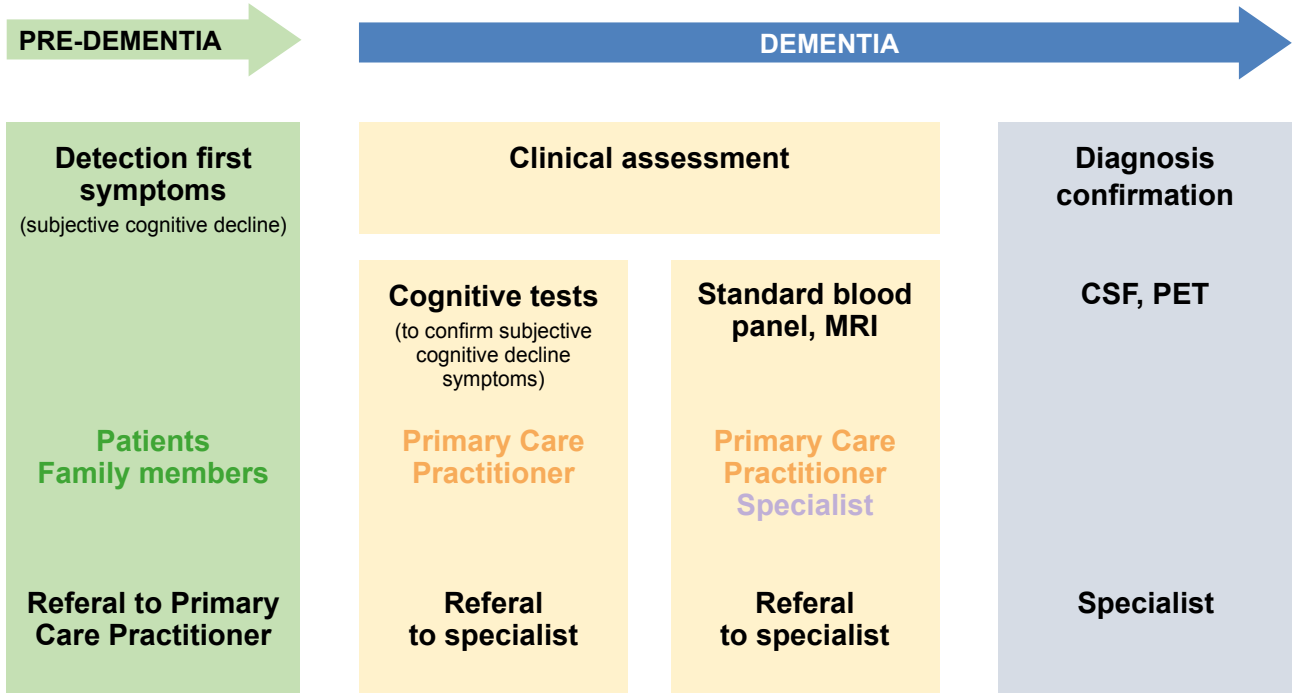 PRE-DEMENTIA
DEMENTIA
Detection first
symptoms
(subjective cognitive decline)
Patients
Family members
Referal to Primary
Care Practitioner
Clinical assessment
Cognitive tests
(to confirm subjective
cognitive decline
symptoms)
Primary Care
Practitioner
Referal
to specialist
Standard blood
panel, MRI
Primary Care
Practitioner
Specialist
Referal
to specialist
Diagnosis
confirmation
CSF, PET
Specialist